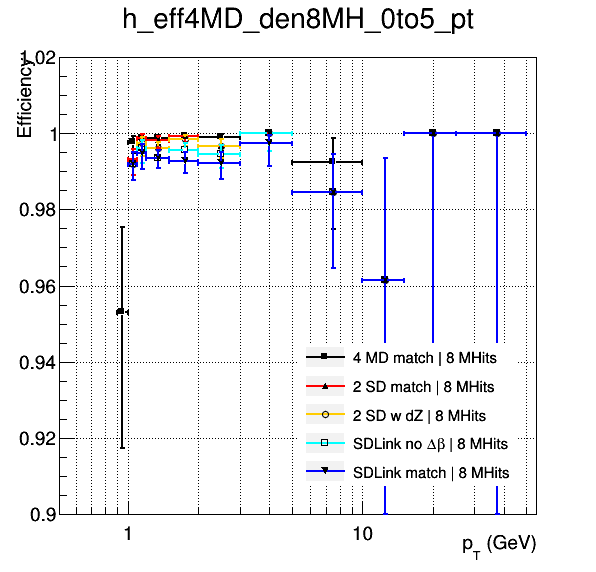 h_eff4MD_den8MH_0to5_pt
Efficiency
1.02
1
0.98
0.96
0.94
0.92
0.9
4 MD match | 8 MHits
2 SD match | 8 MHits
2 SD w dZ | 8 MHits
SDLink no Δβ | 8 MHits
SDLink match | 8 MHits
1
10
p_T (GeV)